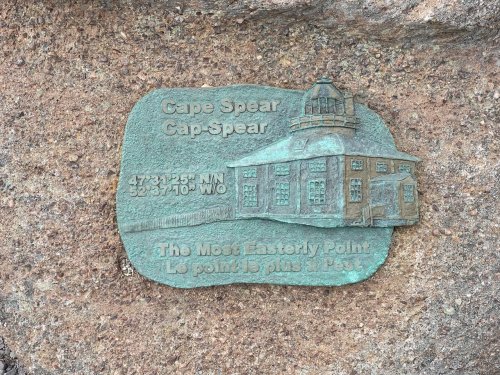 Cape Spear
Cap-Spear
47°31'25" N/N
52°37'10" W/O
The Most Easterly Point
Le point le plus à l'est